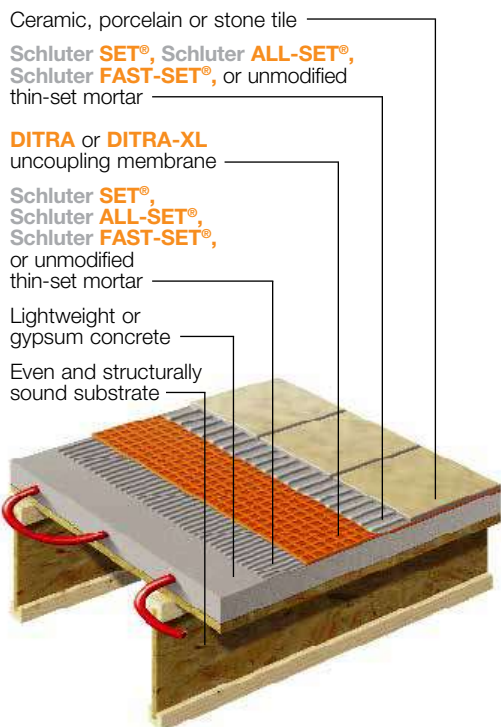 Ceramic, porcelain or stone tile
Schluter SET®, Schluter ALL-SET®,
Schluter FAST-SET®, or unmodified
thin-set mortar
DITRA or DITRA-XL
uncoupling membrane
Schluter SET®,
Schluter ALL-SET®,
Schluter FAST-SET®,
or unmodified
thin-set mortar
Lightweight or
gypsum concrete
Even and structurally
sound substrate